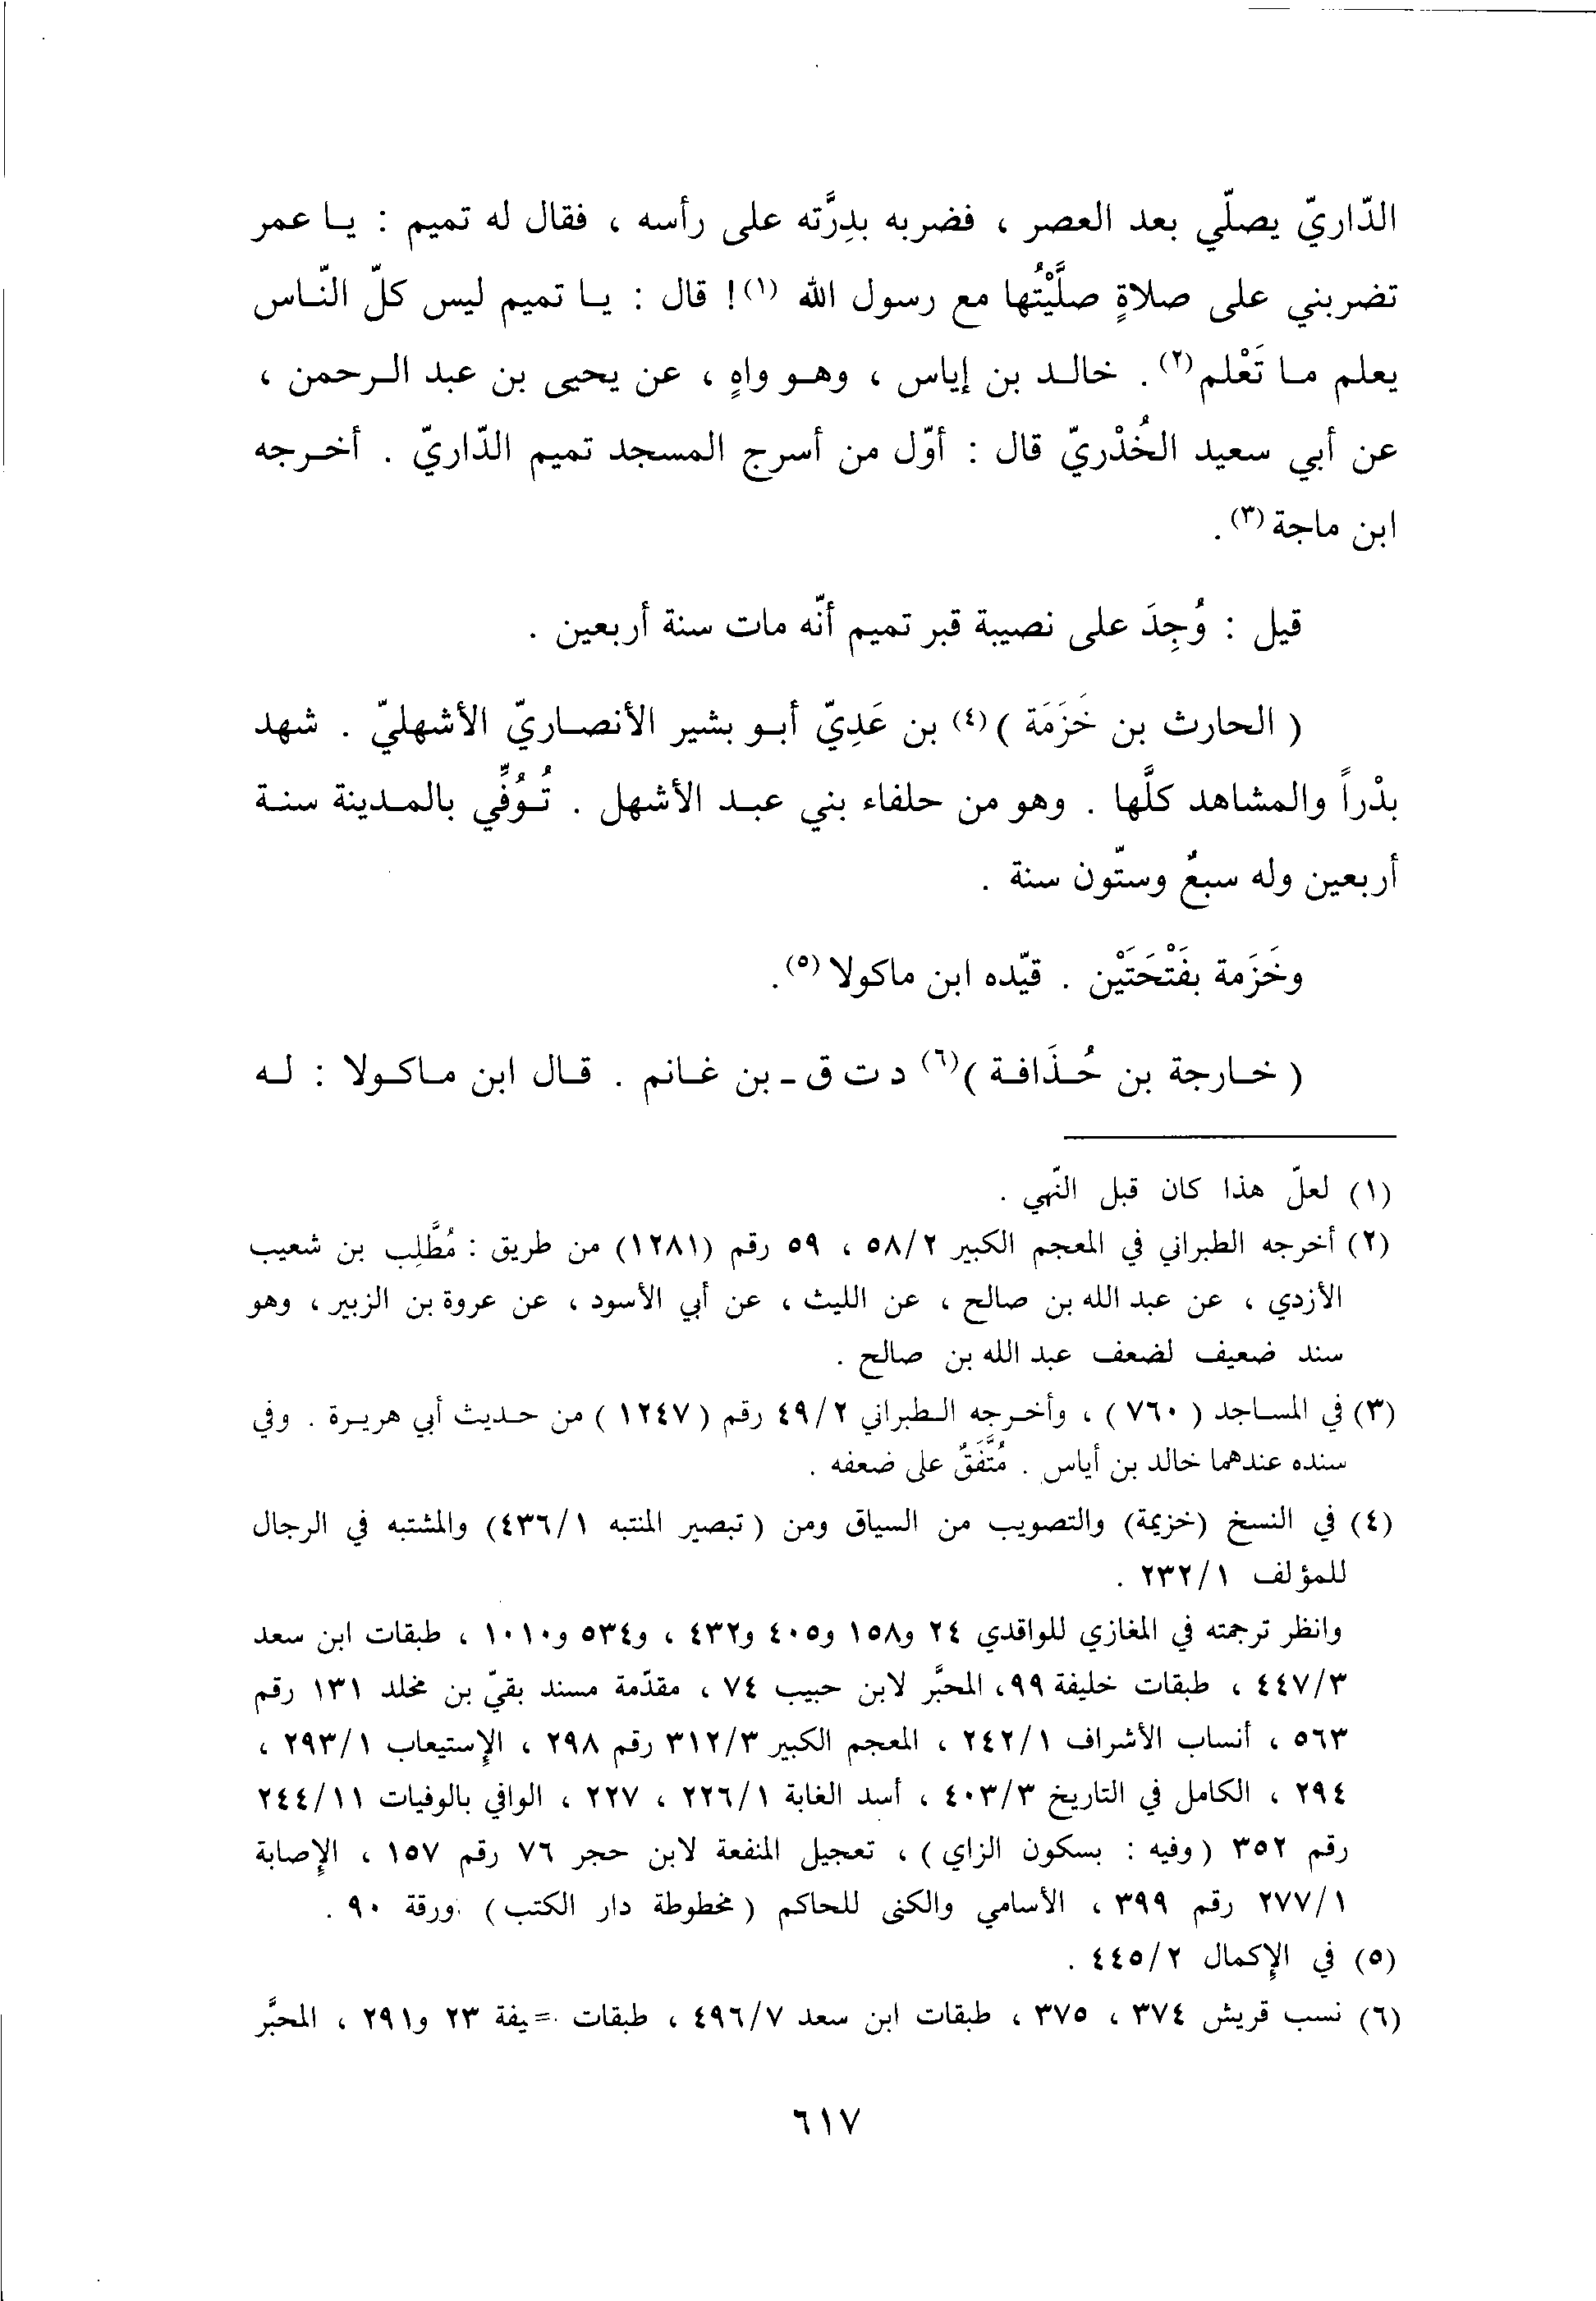 الدّاريّ يصلّي بعد العصر ، فضربه بدِرَّته على رأسه ، فقال له تميم : يا عمر
تضربني على صلاةٍ صلَّيْتُها مع رسول الله (١)! قال : يا تميم ليس كلّ النّاس
يعلم ما تَعْلم (٢) . خالد بن إياس ، وهو واهٍ ، عن يحيى بن عبد الرحمن ،
عن أبي سعيد الخُدْريّ قال : أوّل من أسرج المسجد تميم الدّاريّ . أخرجه
ابن ماجة (٣) .
قيل : وُجِدَ على نصيبة قبر تميم أنّه مات سنة أربعين .
( الحارث بن خَزَمَة ) (٤) بن عَدِيّ أبو بشير الأنصاريّ الأشهليّ . شهد
بدْراً والمشاهد كلَّها . وهو من حلفاء بني عبد الأشهل . تُوُفِّي بالمدينة سنة
أربعين وله سبعٌ وستّون سنة .
وخَزَمة بفَتْحَتَيْن . قيّده ابن ماكولا (٥) .
( خارجة بن حُذَافة ) (٦) د ت ق ـ بن غانم . قال ابن ماكولا : له
(١) لعلّ هذا كان قبل النّهي .
(٢) أخرجه الطبراني في المعجم الكبير ٥٨/٢ ، ٥٩ رقم (١٢٨١) من طريق : مُطَّلِب بن شعيب
الأزدي ، عن عبد الله بن صالح ، عن الليث ، عن أبي الأسود ، عن عروة بن الزبير ، وهو
سند ضعيف لضعف عبد الله بن صالح .
(٣) في المساجد ( ٧٦٠ ) ، وأخرجه الطبراني ٤٩/٢ رقم ( ١٢٤٧ ) من حديث أبي هريرة . وفي
سنده عندهما خالد بن أياس . مُتَّفَقٌ على ضعفه .
(٤) في النسخ (خزيمة) والتصويب من السياق ومن ( تبصير المنتبه ٤٣٦/١) والمشتبه في الرجال
للمؤلف ٢٣٢/١ .
وانظر ترجمته في المغازي للواقدي ٢٤ و١٥٨ و٤٠٥ و٤٣٢ ، و٥٣٤ و١٠١٠ ، طبقات ابن سعد
٤٤٧/٣ ، طبقات خليفة ٩٩، المحبَّر لابن حبيب ٧٤ ، مقدّمة مسند بقيّ بن مخلد ١٣١ رقم
٥٦٣ ، أنساب الأشراف ٢٤٢/١ ، المعجم الكبير ٣١٢/٣ رقم ٢٩٨ ، الإستيعاب ٢٩٣/١ ،
٢٩٤ ، الكامل في التاريخ ٤٠٣/٣ ، أسد الغابة ٢٢٦/١ ، ٢٢٧ ، الوافي بالوفيات ٢٤٤/١١
رقم ٣٥٢ (وفيه : بسكون الزاي ) ، تعجيل المنفعة لابن حجر ٧٦ رقم ١٥٧ ، الإصابة
٢٧٧/١ رقم ٣٩٩ ، الأسامي والكنى للحاكم ( مخطوطة دار الكتب ) ورقة ٩٠ .
(٥) في الإكمال ٤٤٥/٢ .
(٦) نسب قريش ٣٧٤ ، ٣٧٥ ، طبقات ابن سعد ٤٩٦/٧ ، طبقات ٢٣ و٢٩١ ، المحبَّر
٦١٧